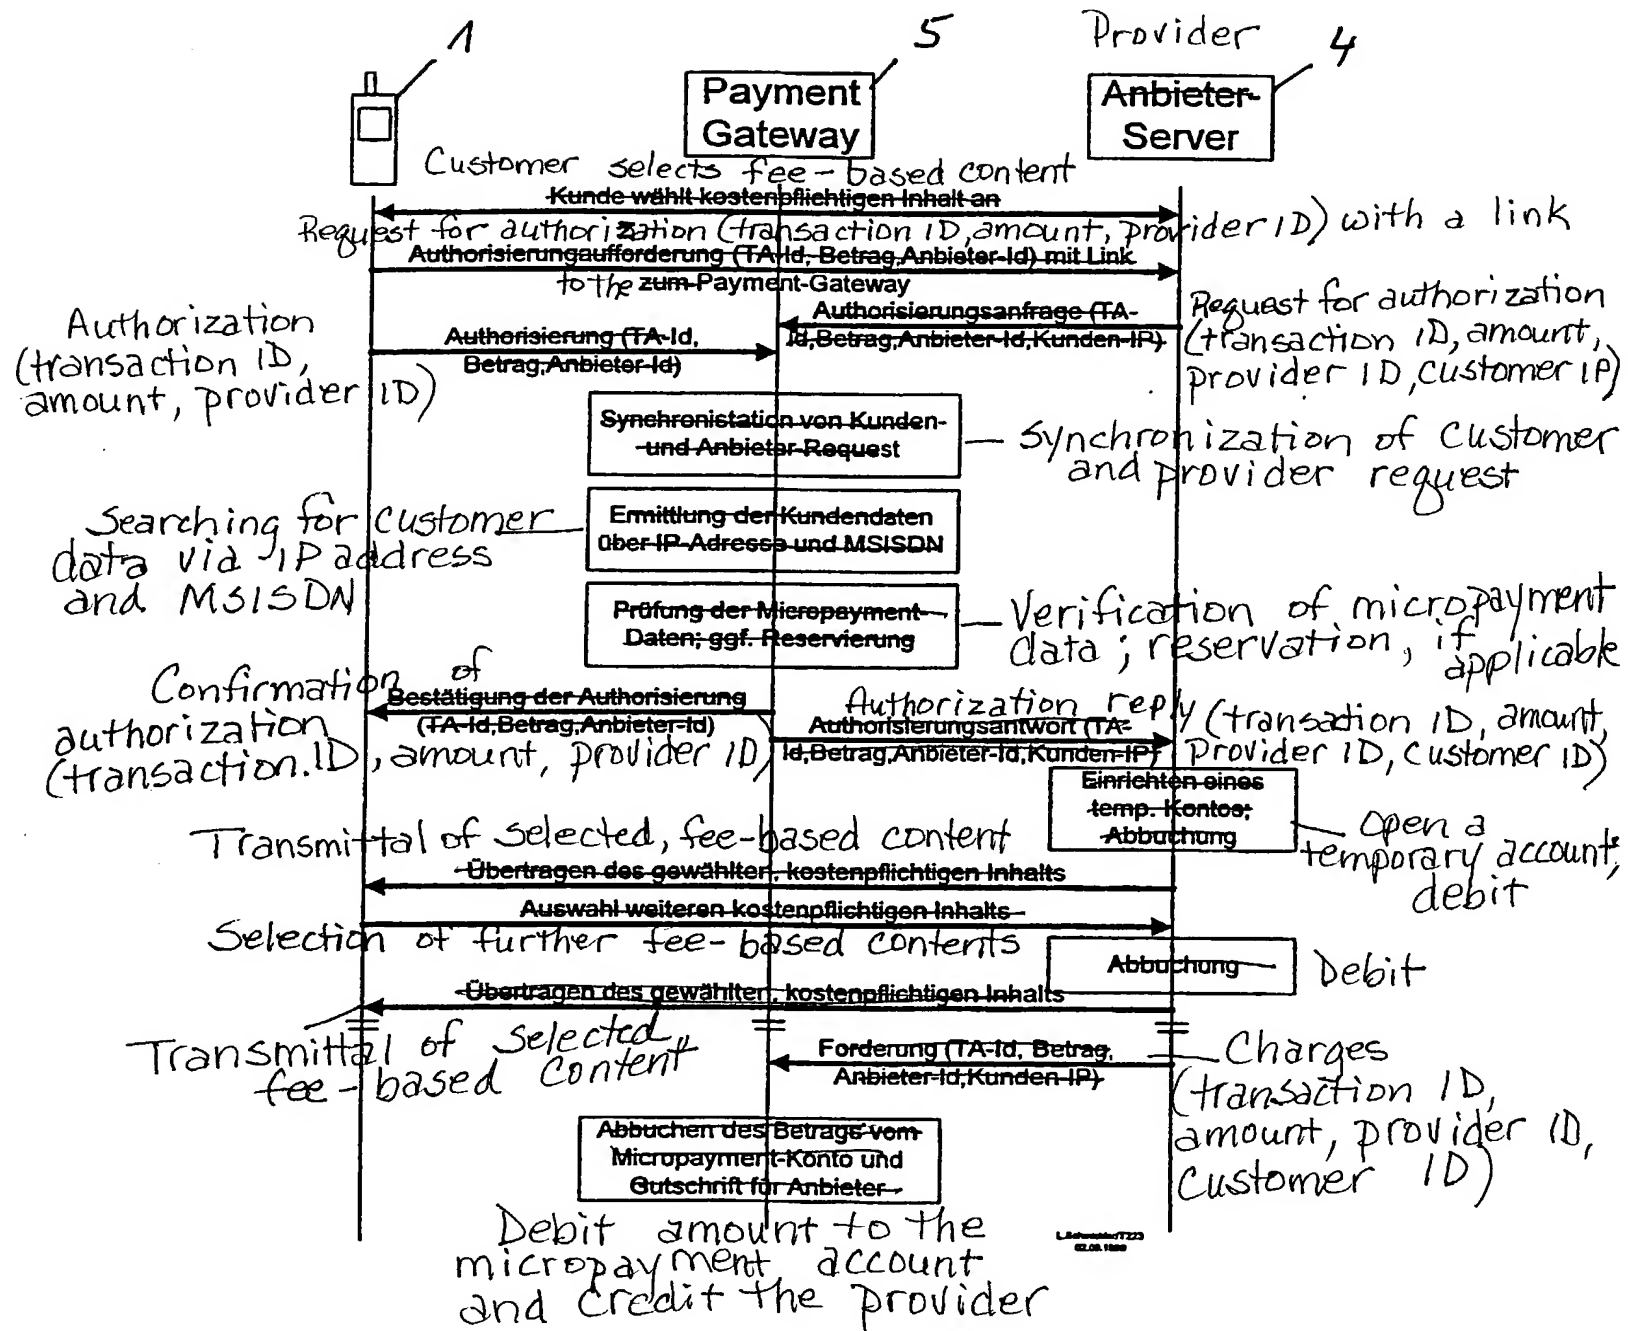 1
5
Provider
4
Payment
Gateway
Anbieter-
Server
Customer selects fee-based content
Kunde wählt kostenpflichtigen Inhalt an
Request for authorization (transaction ID, amount, provider ID) with a link
Authorisierungaufforderung (TA-Id, Betrag,Anbieter-Id) mit Link
to the zum Payment-Gateway
Authorization
(transaction ID,
amount, provider ID)
Authorisierung (TA-Id,
Betrag,Anbieter-Id)
Authorisierungsanfrage (TA-
Id,Betrag,Anbieter-Id,Kunden-IP)
Request for authorization
(transaction ID, amount,
provider ID, customer IP)
Synchronistation von Kunden-
und Anbieter-Request
Synchronization of customer
and provider request
Searching for customer
data via IP address
and MSISDN
Ermittlung der Kundendaten
über IP-Adresse und MSISDN
Prüfung der Micropayment-
Daten; ggf. Reservierung
Verification of micropayment
data; reservation, if
applicable
Confirmation of
authorization
(transaction.ID, amount, provider ID)
Bestätigung der Authorisierung
(TA-Id,Betrag,Anbieter-Id)
Authorization reply (transaction ID, amount,
Provider ID, customer ID)
Authorisierungsantwort (TA-
Id,Betrag,Anbieter-Id,Kunden-IP)
Einrichten eines
temp. Kontos;
Abbuchung
Open a
temporary account;
debit
Transmittal of selected, fee-based content
Übertragen des gewählten, kostenpflichtigen Inhalts
Auswahl weiteren kostenpflichtigen Inhalts
Selection of further fee-based contents
Abbuchung
Debit
Übertragen des gewählten, kostenpflichtigen Inhalts
Transmittal of selected,
fee-based content
Forderung (TA-Id, Betrag,
Anbieter-Id,Kunden-IP)
Charges
(transaction ID,
amount, provider ID,
customer ID)
Abbuchen des Betrags vom
Micropayment-Konto und
Gutschrift für Anbieter
Debit amount to the
micropayment account
and credit the provider